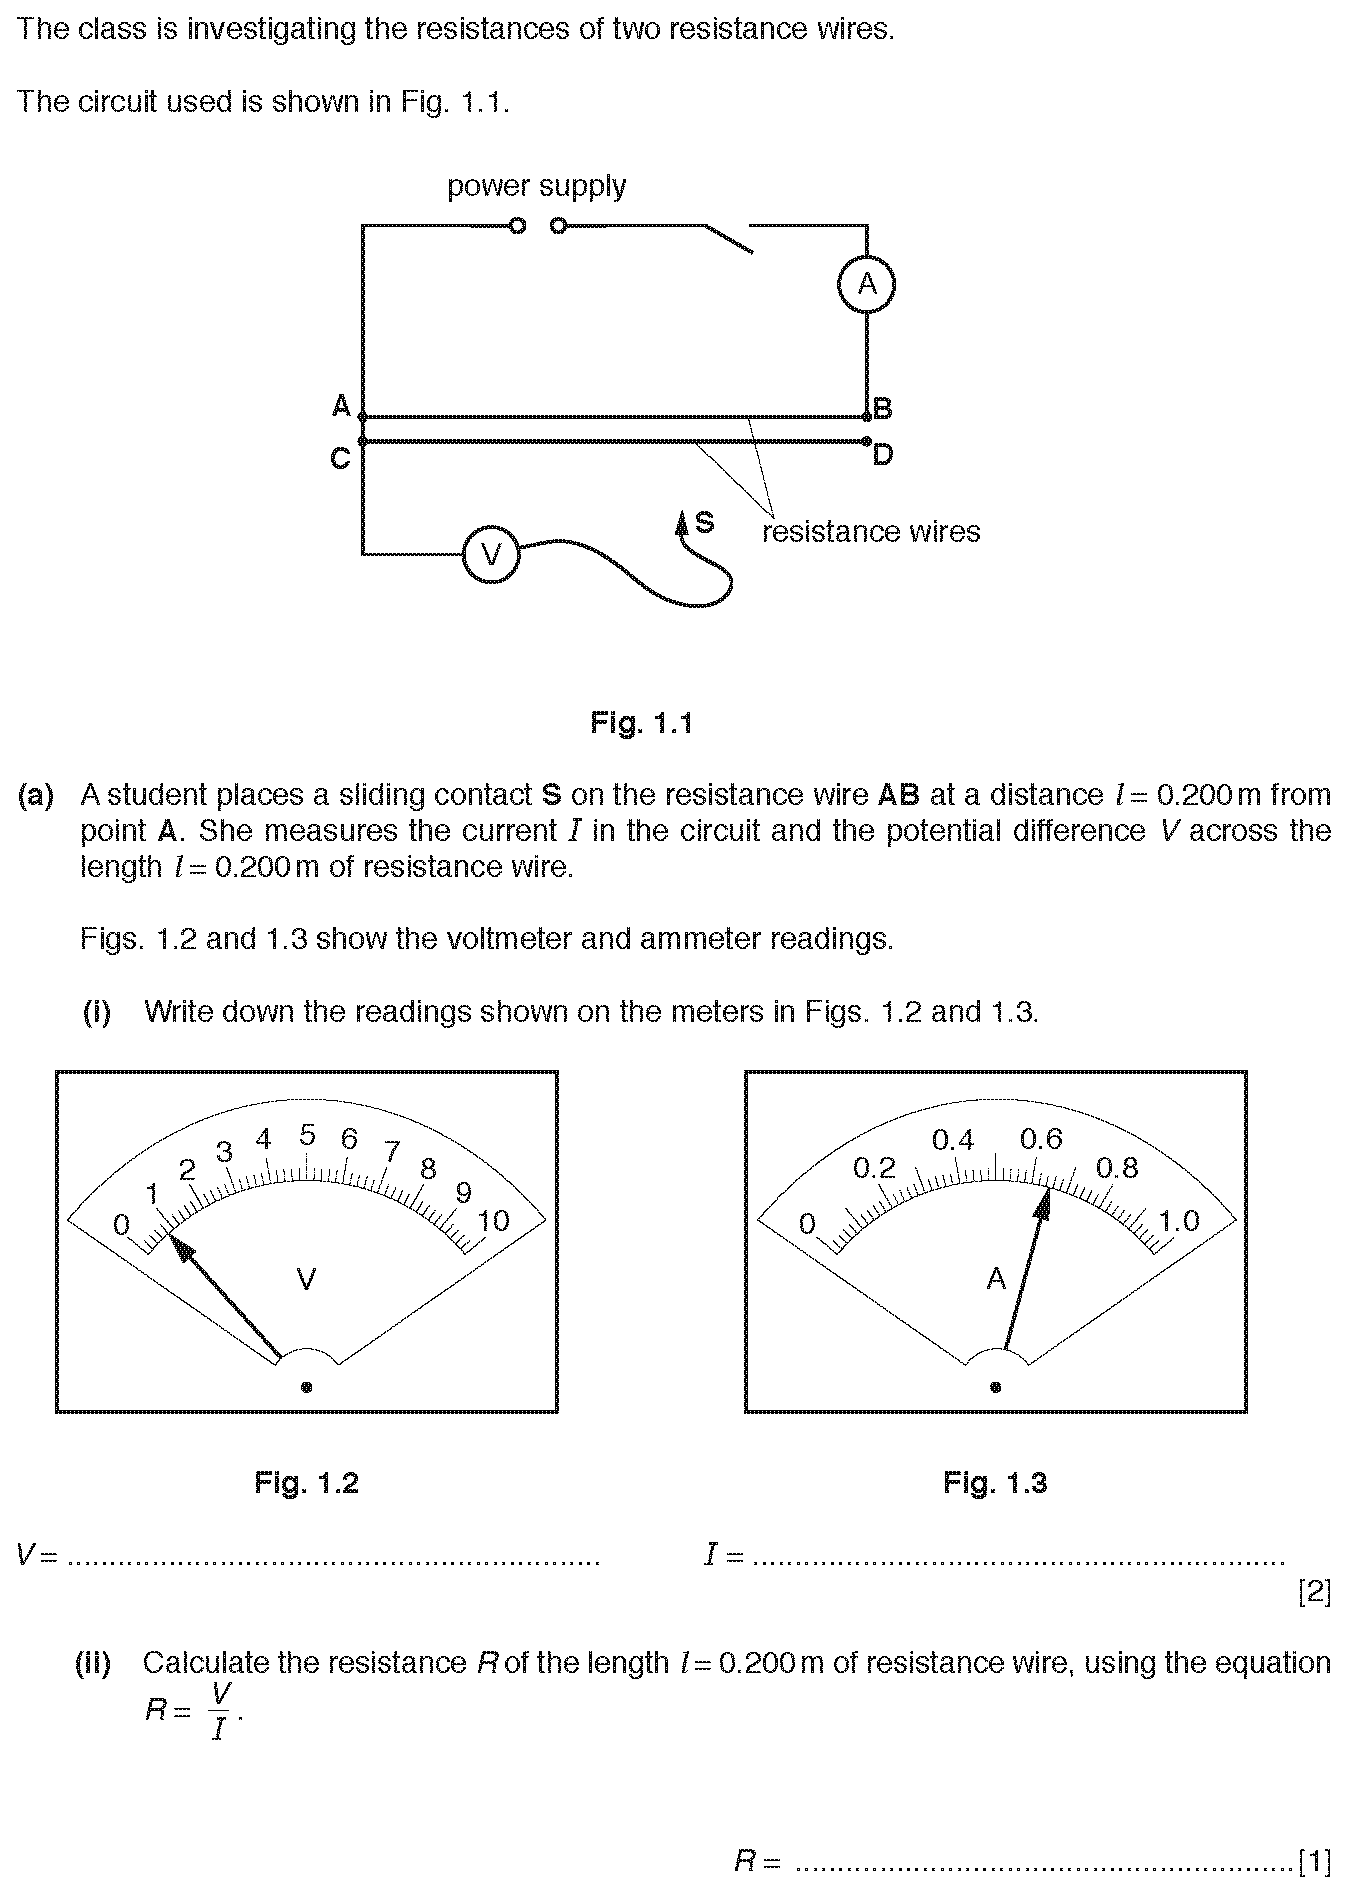 The class is investigating the resistances of two resistance wires.
The circuit used is shown in Fig. 1.1.
power supply
A
A
B
C
D
S
resistance wires
V
Fig. 1.1
(a) A student places a sliding contact S on the resistance wire AB at a distance l = 0.200 m from
point A. She measures the current I in the circuit and the potential difference V across the
length l = 0.200 m of resistance wire.
Figs. 1.2 and 1.3 show the voltmeter and ammeter readings.
(i) Write down the readings shown on the meters in Figs. 1.2 and 1.3.
0 1 2 3 4 5 6 7 8 9 10
V
0 0.2 0.4 0.6 0.8 1.0
A
Fig. 1.2
Fig. 1.3
V = ................................................................
I = ................................................................
[2]
(ii) Calculate the resistance R of the length l = 0.200 m of resistance wire, using the equation
R = V/I.
R = ............................................................[1]